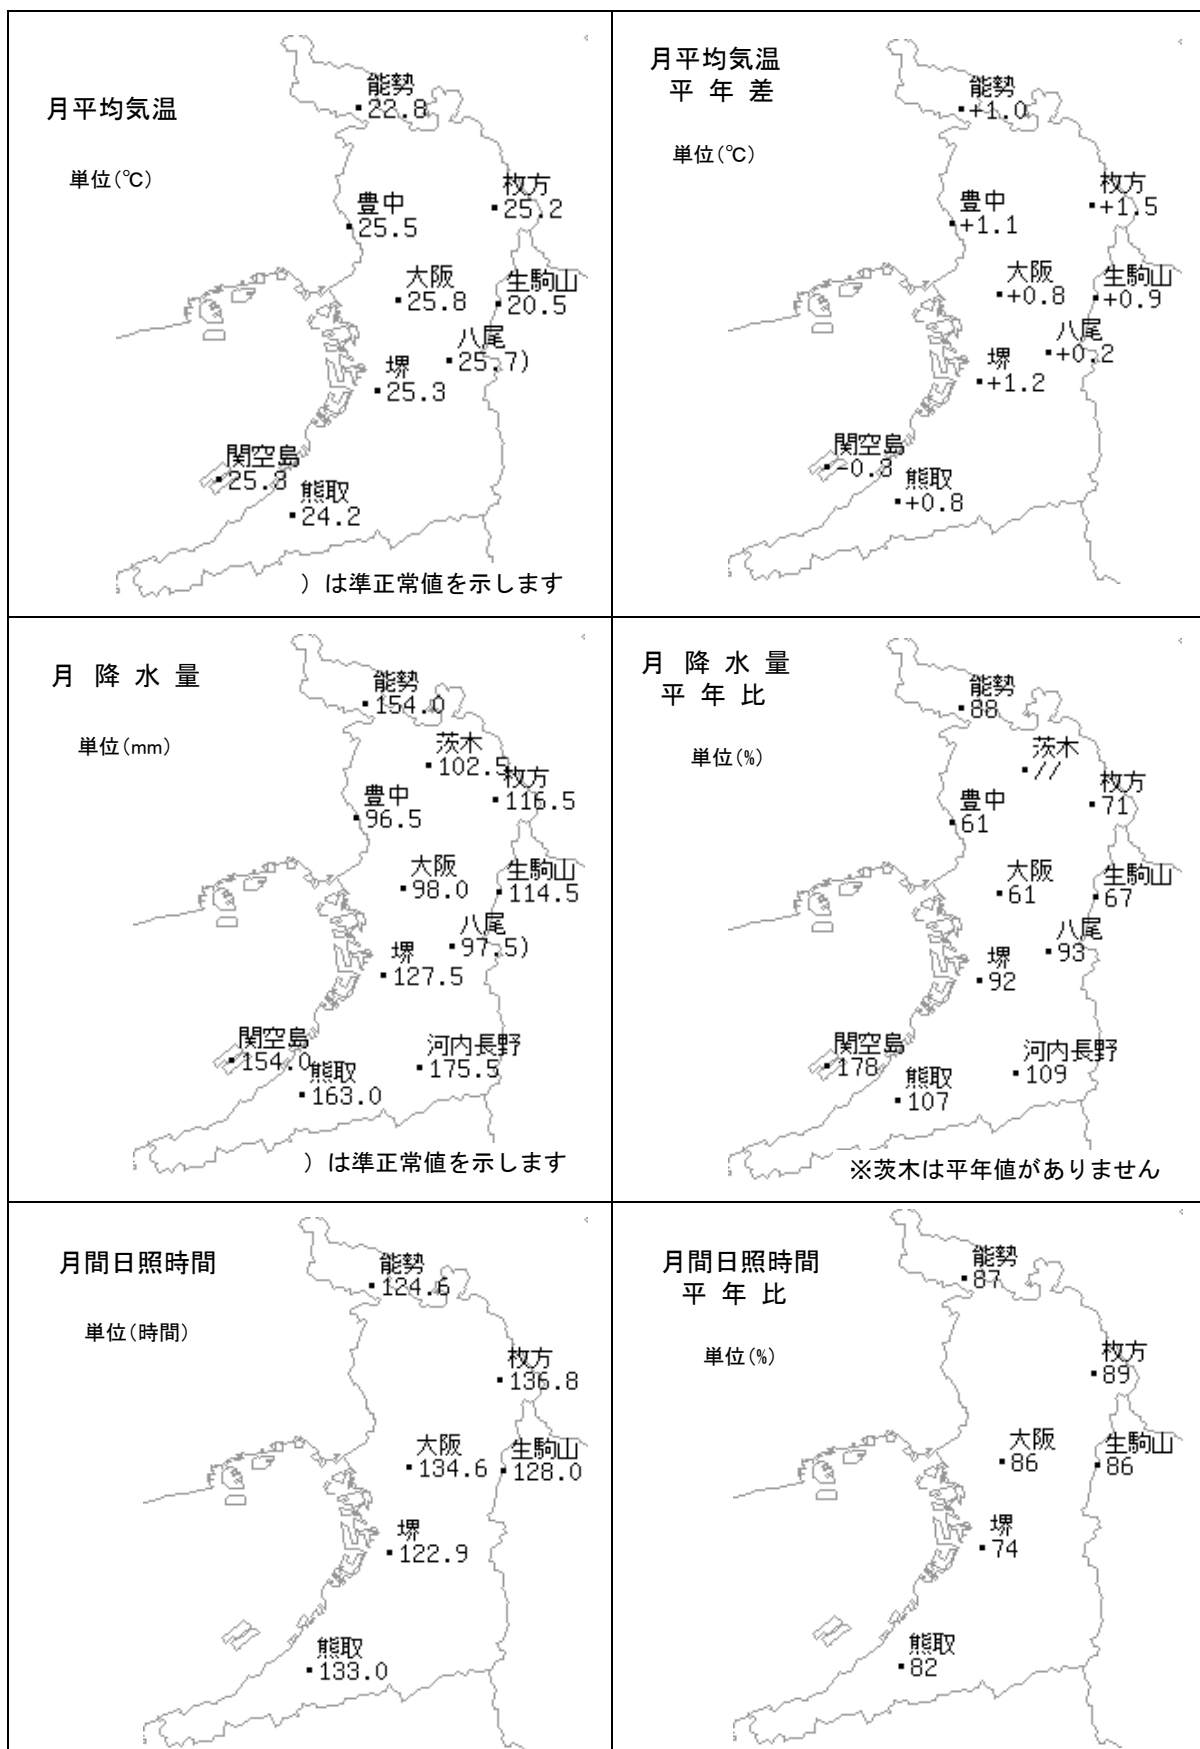 月平均気温
単位(℃)
能勢
22.8
枚方
25.2
豊中
25.5
大阪
25.8
生駒山
20.5
八尾
25.7)
堺
25.3
関空島
熊取
24.2
）は準正常値を示します
月平均気温
平 年 差
単位(℃)
能勢
+1.0
枚方
+1.5
豊中
+1.1
大阪
+0.8
生駒山
+0.9
八尾
+0.2
堺
+1.2
関空島
熊取
+0.8
月 降 水 量
単位(mm)
能勢
154.0
茨木
102.5
枚方
116.5
豊中
96.5
大阪
98.0
生駒山
114.5
八尾
97.5)
堺
127.5
関空島
154.0
河内長野
175.5
熊取
163.0
）は準正常値を示します
月 降 水 量
平 年 比
単位(%)
能勢
88
茨木
//
枚方
71
豊中
61
大阪
61
生駒山
67
八尾
93
堺
92
関空島
178
河内長野
109
熊取
107
※茨木は平年値がありません
月間日照時間
単位(時間)
能勢
124.6
枚方
136.8
大阪
134.6
生駒山
128.0
堺
122.9
熊取
133.0
月間日照時間
平 年 比
単位(%)
能勢
87
枚方
89
大阪
86
生駒山
86
堺
74
熊取
82